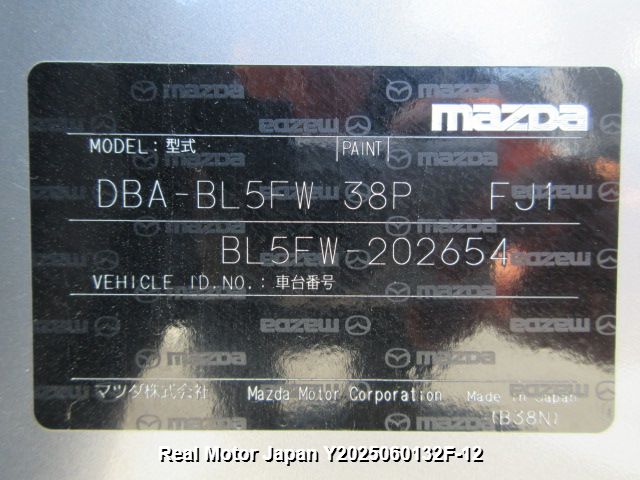 mazda
MODEL: 型式 PAINT
DBA-BL5FW 38P FJ1
BL5FW-202654
VEHICLE ID.NO.: 車台番号
マツダ株式会社 Mazda Motor Corporation Made in Japan
(B38N)
Real Motor Japan Y2025060132F-12